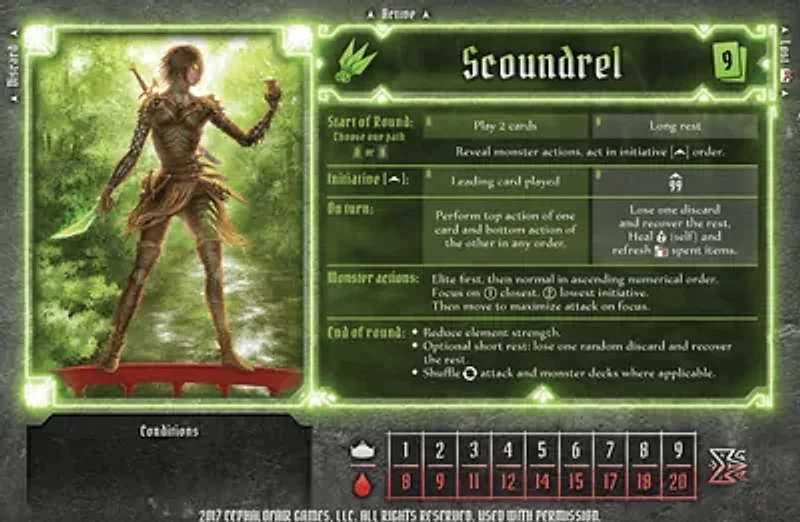 Active
Discard
Lost
Scoundrel
9
Start of Round:
Choose one path
or
Play 2 cards
Long rest
Reveal monster actions, act in initiative [ ] order.
Initiative [ ]:
Leading card played
99
On turn:
Perform top action of one
card and bottom action of
the other in any order.
Lose one discard
and recover the rest.
Heal (self) and
refresh spent items.
Monster actions:
Elite first, then normal in ascending numerical order.
Focus on ① closest, ② lowest initiative.
Then move to maximize attack on focus.
End of round:
• Reduce element strength.
• Optional short rest: lose one random discard and recover
the rest.
• Shuffle attack and monster decks where applicable.
Conditions
1 2 3 4 5 6 7 8 9
8 9 11 12 14 15 17 18 20
2017 Cephalofair Games, LLC. All rights reserved. Used with permission.